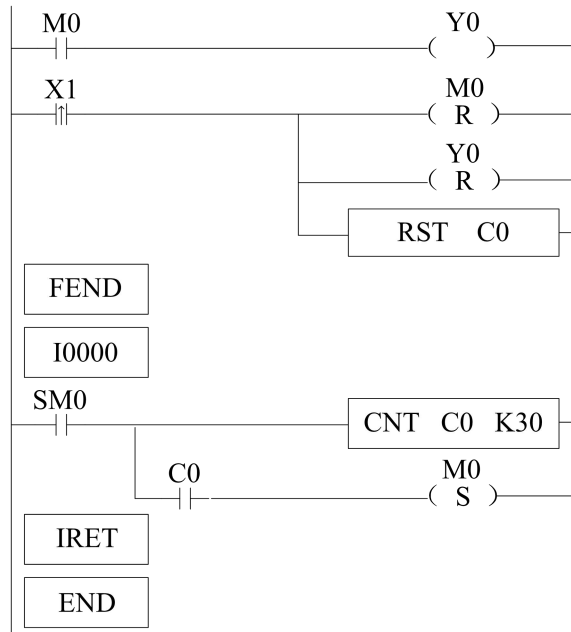 M0 Y0
( )
X1 M0
( R )
Y0
( R )
RST C0
FEND
I0000
SM0
CNT C0 K30
C0 M0
( S )
IRET
END